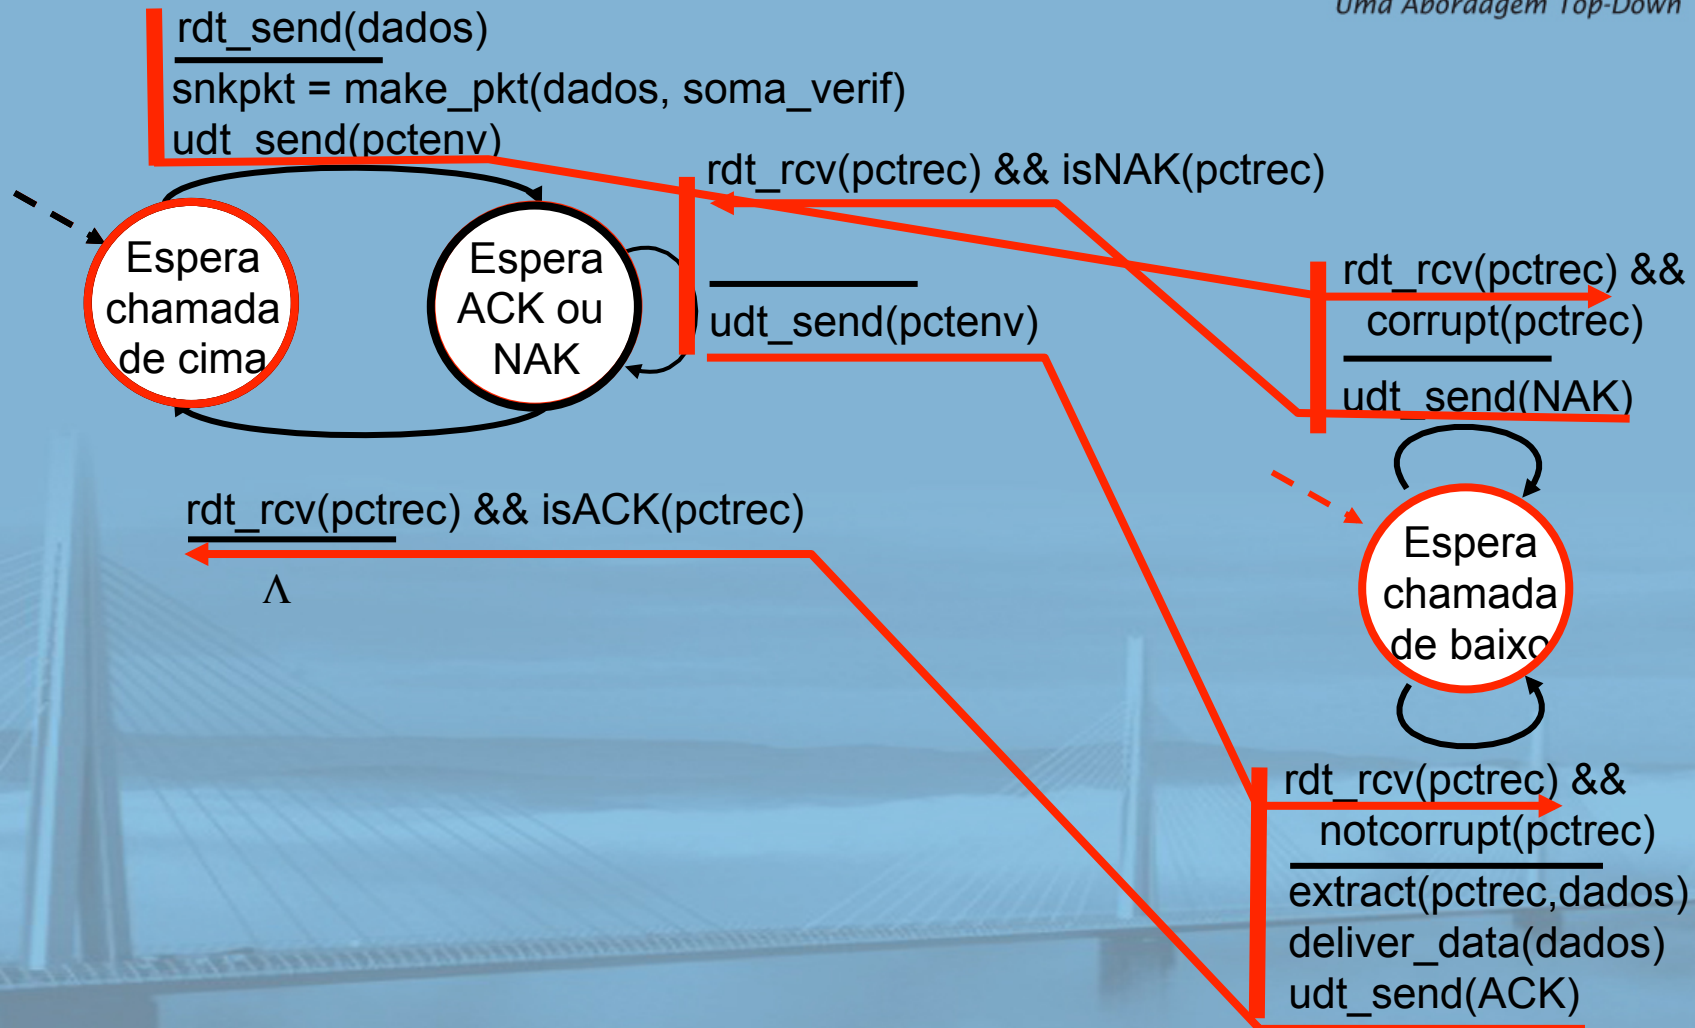 Uma Abordagem Top-Down
rdt_send(dados)
snkpkt = make_pkt(dados, soma_verif)
udt_send(pctenv)
rdt_rcv(pctrec) && isNAK(pctrec)
udt_send(pctenv)
Espera
chamada
de cima
Espera
ACK ou
NAK
rdt_rcv(pctrec) &&
corrupt(pctrec)
udt_send(NAK)
rdt_rcv(pctrec) && isACK(pctrec)
Λ
Espera
chamada
de baixo
rdt_rcv(pctrec) &&
notcorrupt(pctrec)
extract(pctrec,dados)
deliver_data(dados)
udt_send(ACK)